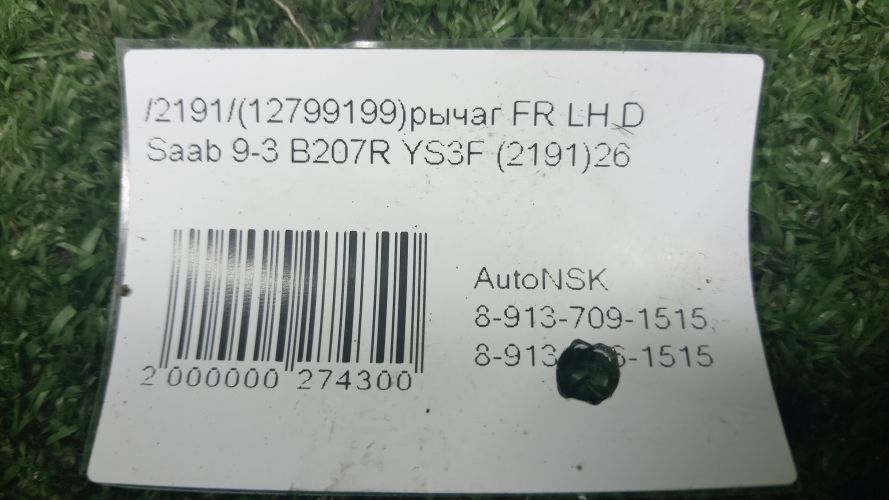 /2191/(12799199)рычаг FR LH D
Saab 9-3 B207R YS3F (2191)26
AutoNSK
8-913-709-1515,
1515
2 000000 274300